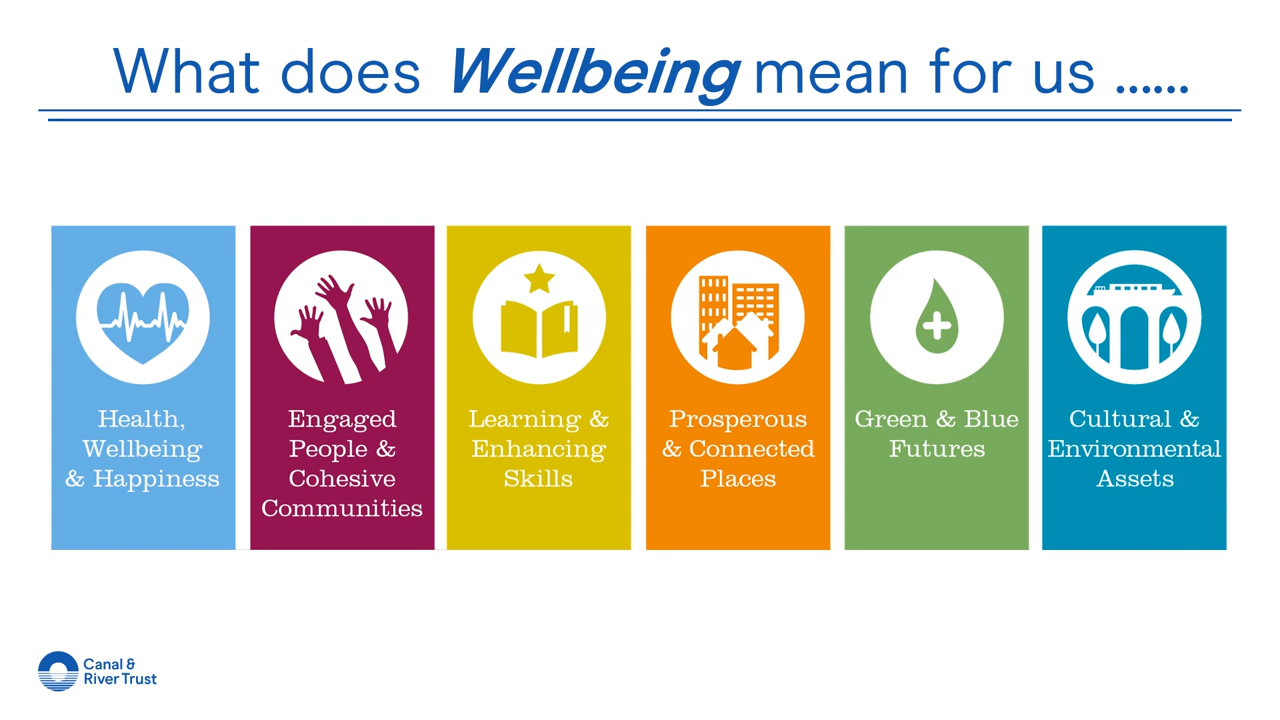 What does Wellbeing mean for us ......
Health,
Wellbeing
& Happiness
Engaged
People &
Cohesive
Communities
Learning &
Enhancing
Skills
Prosperous
& Connected
Places
Green & Blue
Futures
Cultural &
Environmental
Assets
Canal &
River Trust